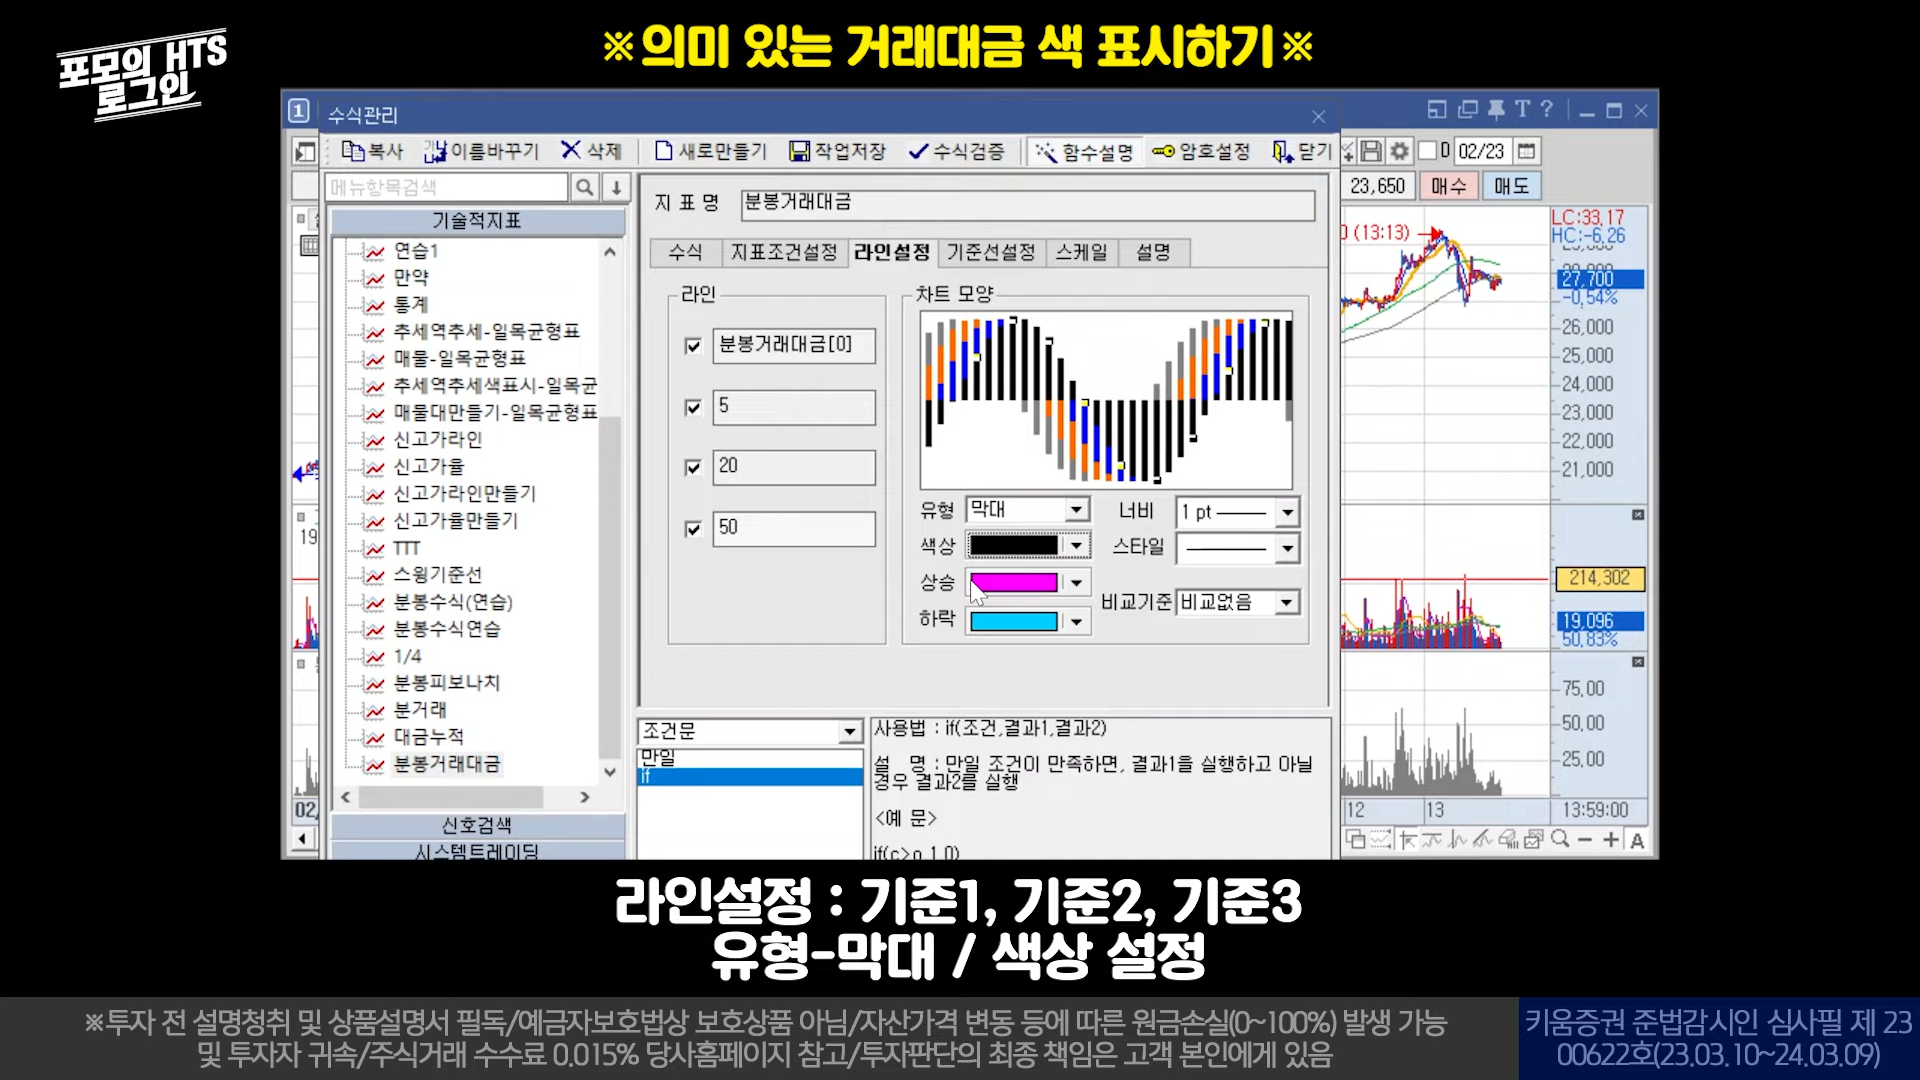 ※의미 있는 거래대금 색 표시하기※
포모의 HTS
로그인
1
수식관리
복사 이름바꾸기 삭제 새로만들기 작업저장 수식검증 함수설명 암호설정 닫기
D 02/23
메뉴항목검색
23,650 매수 매도
지 표 명 분봉거래대금
기술적지표
수식 지표조건설정 라인설정 기준선설정 스케일 설명
연습1
만약
통계
추세역추세-일목균형표
매물-일목균형표
추세역추세색표시-일목균
매물대만들기-일목균형표
신고가라인
신고가율
신고가라인만들기
신고가율만들기
TTT
스윙기준선
분봉수식(연습)
분봉수식연습
1/4
분봉피보나치
분거래
대금누적
분봉거래대금
신호검색
시스템트레이딩
라인
분봉거래대금[0]
5
20
50
차트 모양
유형 막대 너비 1 pt
색상 스타일
상승
비교기준 비교없음
하락
조건문
만일
if
사용법 : if(조건,결과1,결과2)
설 명 : 만일 조건이 만족하면, 결과1을 실행하고 아닐
경우 결과2를 실행
<예 문>
if(c>o,1,0)
(13:13)
LC:33,17
HC:-6,26
27,700
-0,54%
26,000
25,000
24,000
23,000
22,000
21,000
214,302
19,096
50,83%
75,00
50,00
25,00
12 13 13:59:00
A
라인설정 : 기준1, 기준2, 기준3
유형-막대 / 색상 설정
※투자 전 설명청취 및 상품설명서 필독/예금자보호법상 보호상품 아님/자산가격 변동 등에 따른 원금손실(0~100%) 발생 가능
및 투자자 귀속/주식거래 수수료 0.015% 당사홈페이지 참고/투자판단의 최종 책임은 고객 본인에게 있음
키움증권 준법감시인 심사필 제 23
00622호(23.03.10~24.03.09)